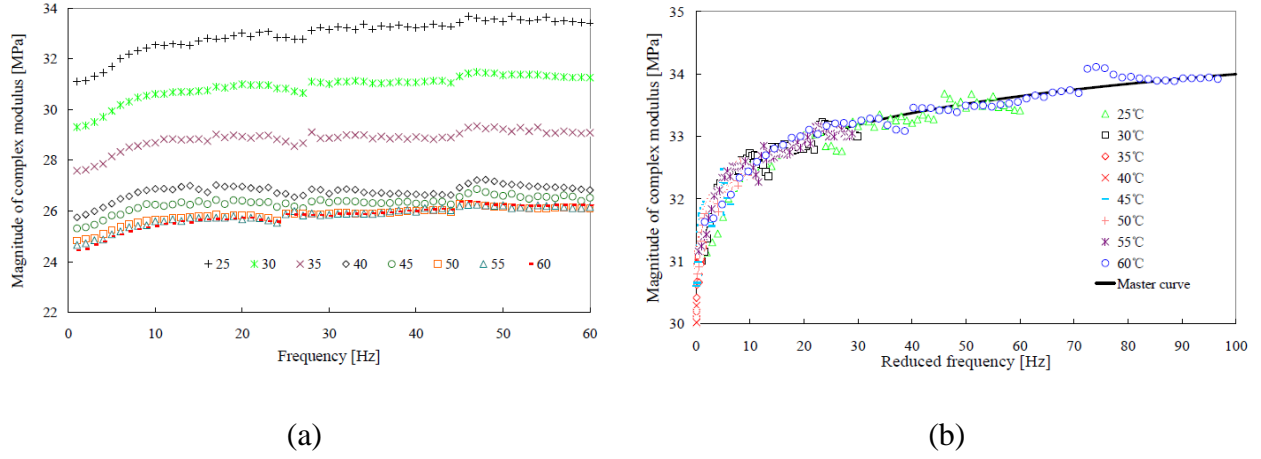 Magnitude of complex modulus [MPa]
34
32
30
28
26
24
22
25 30 35 40 45 50 55 60
0 10 20 30 40 50 60
Frequency [Hz]
(a)
Magnitude of complex modulus [MPa]
35
34
33
32
31
30
25℃
30℃
35℃
40℃
45℃
50℃
55℃
60℃
Master curve
0 10 20 30 40 50 60 70 80 90 100
Reduced frequency [Hz]
(b)